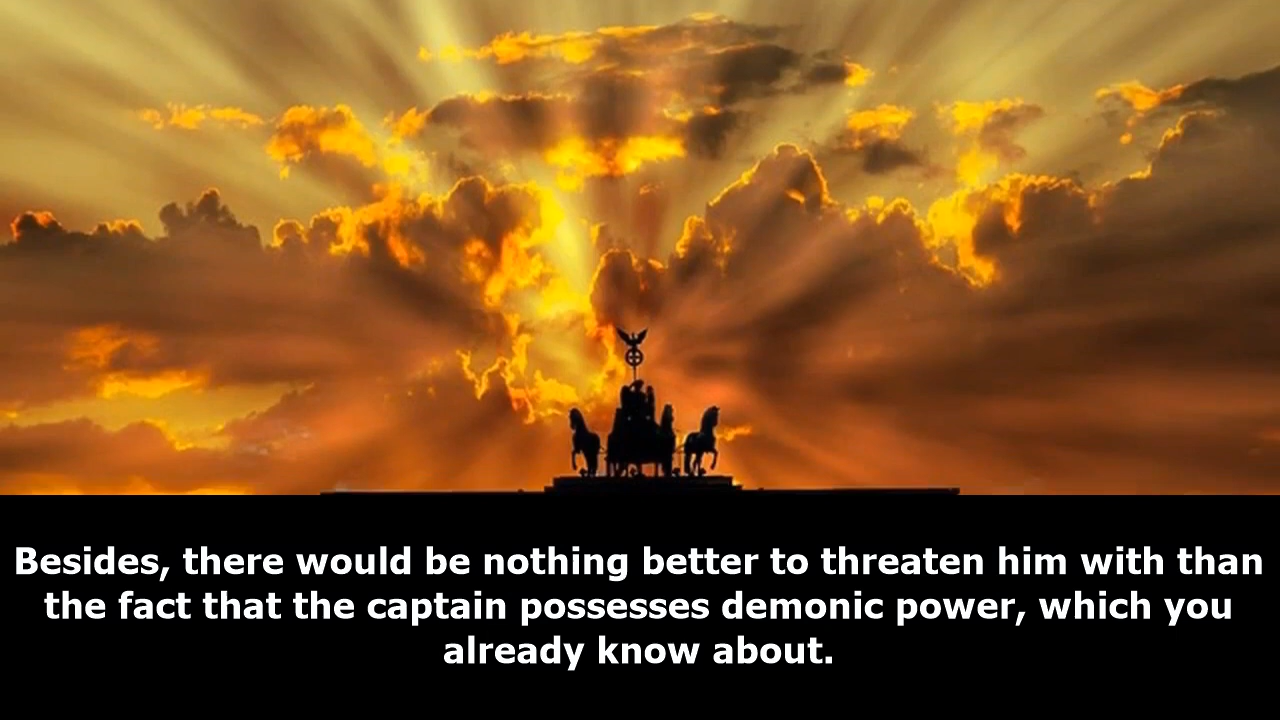 Besides, there would be nothing better to threaten him with than
the fact that the captain possesses demonic power, which you
already know about.